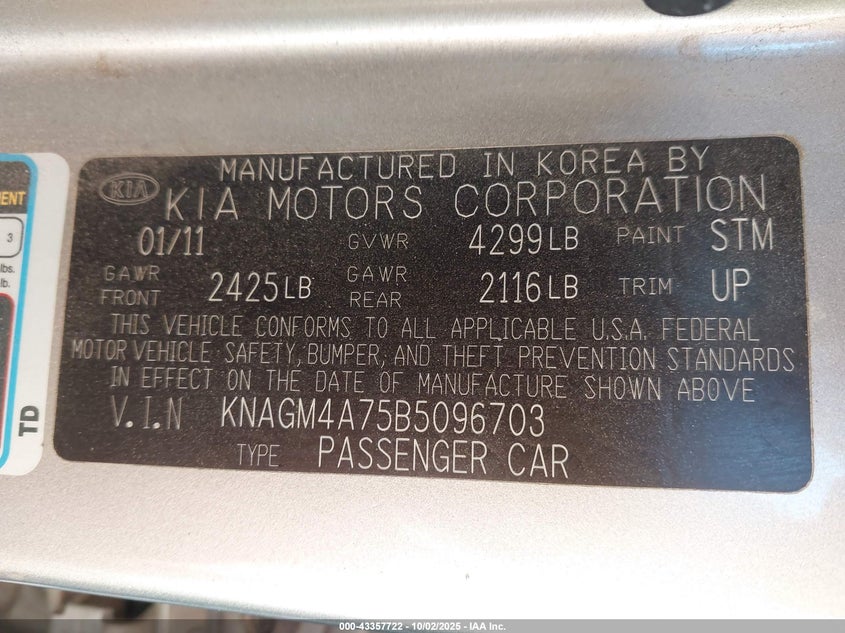 MANUFACTURED IN KOREA BY
KIA KIA MOTORS CORPORATION
01/11 GVWR 4299LB PAINT STM
GAWR FRONT 2425LB GAWR REAR 2116LB TRIM UP
THIS VEHICLE CONFORMS TO ALL APPLICABLE U.S.A. FEDERAL
MOTOR VEHICLE SAFETY, BUMPER, AND THEFT PREVENTION STANDARDS
IN EFFECT ON THE DATE OF MANUFACTURE SHOWN ABOVE
V.I.N KNAGM4A75B5096703
TYPE PASSENGER CAR
3
lbs.
lb.
TD
000-43357722 - 10/02/2025 - IAA Inc.